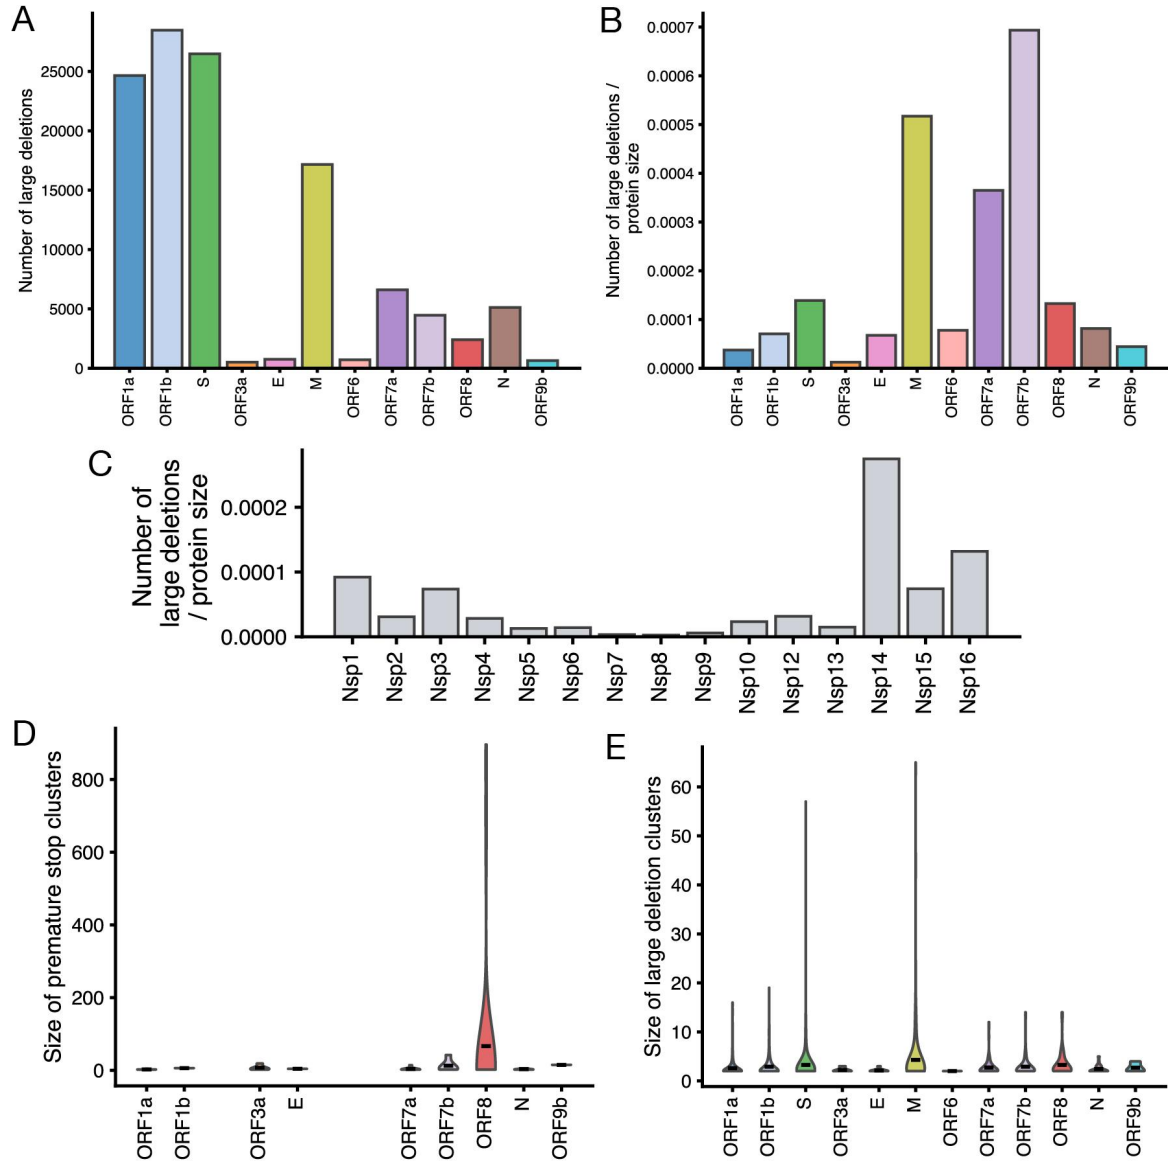 A
Number of large deletions
25000
20000
15000
10000
5000
0
ORF1a
ORF1b
S
ORF3a
E
M
ORF6
ORF7a
ORF7b
ORF8
N
ORF9b
B
Number of large deletions /
protein size
0.0007
0.0006
0.0005
0.0004
0.0003
0.0002
0.0001
0.0000
ORF1a
ORF1b
S
ORF3a
E
M
ORF6
ORF7a
ORF7b
ORF8
N
ORF9b
C
Number of
large deletions
/ protein size
0.0002
0.0001
0.0000
Nsp1
Nsp2
Nsp3
Nsp4
Nsp5
Nsp6
Nsp7
Nsp8
Nsp9
Nsp10
Nsp12
Nsp13
Nsp14
Nsp15
Nsp16
D
Size of premature stop clusters
800
600
400
200
0
ORF1a
ORF1b
ORF3a
E
ORF7a
ORF7b
ORF8
N
ORF9b
E
Size of large deletion clusters
60
50
40
30
20
10
0
ORF1a
ORF1b
S
ORF3a
E
M
ORF6
ORF7a
ORF7b
ORF8
N
ORF9b